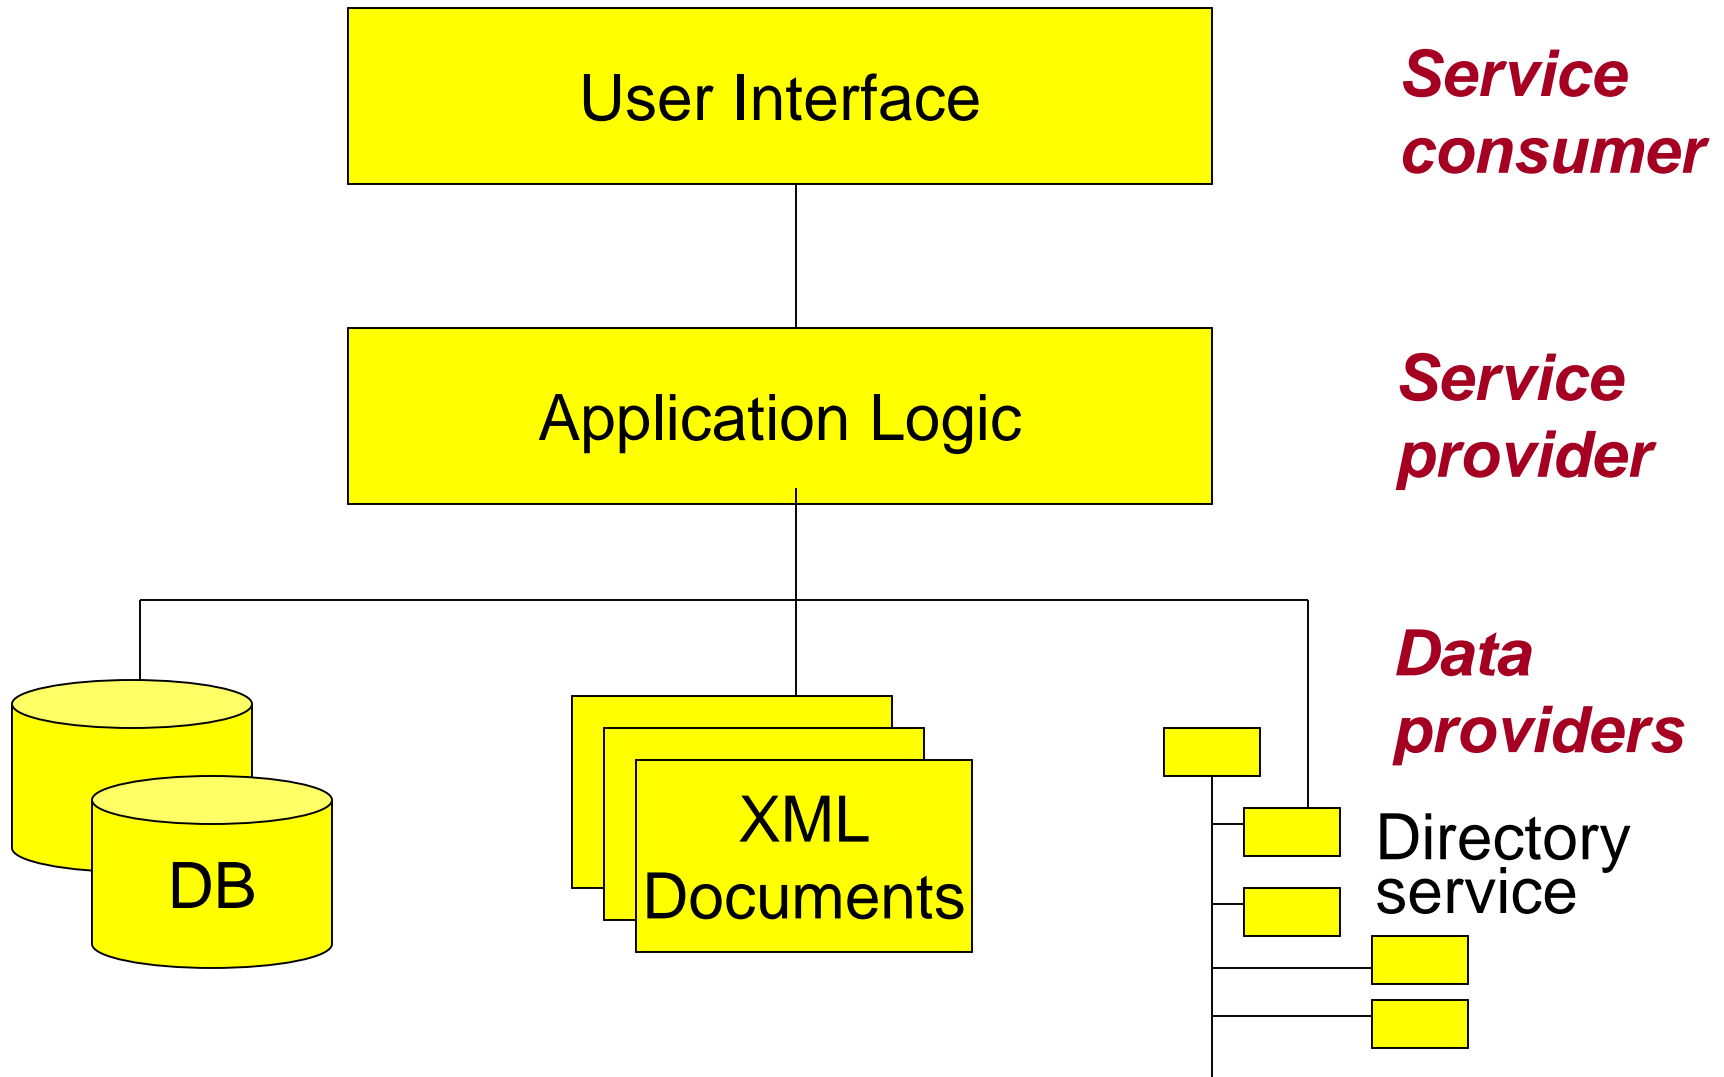 User Interface
Service
consumer
Application Logic
Service
provider
Data
providers
DB
XML
Documents
Directory
service